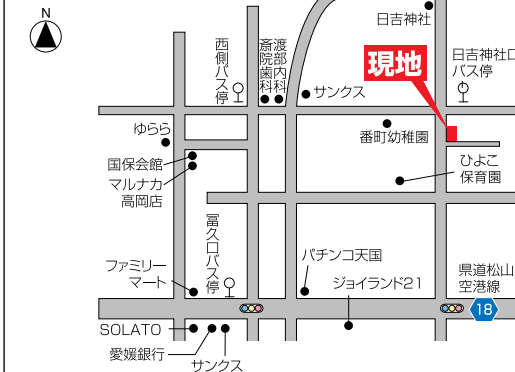 N
日吉神社
西側バス停
斎院歯科
渡部内科
サンクス
現地
日吉神社口
バス停
ゆらら
番町幼稚園
国保会館
マルナカ
高岡店
ひよこ
保育園
冨久口バス停
ファミリー
マート
パチンコ天国
ジョイランド21
県道松山
空港線
18
SOLATO
愛媛銀行
サンクス